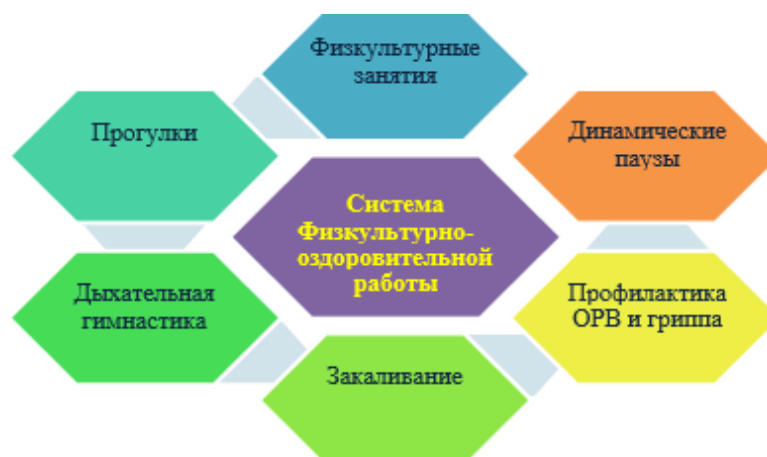 Физкультурные
занятия
Прогулки
Динамические
паузы
Система
Физкультурно-
оздоровительной
работы
Дыхательная
гимнастика
Профилактика
ОРВ и гриппа
Закаливание